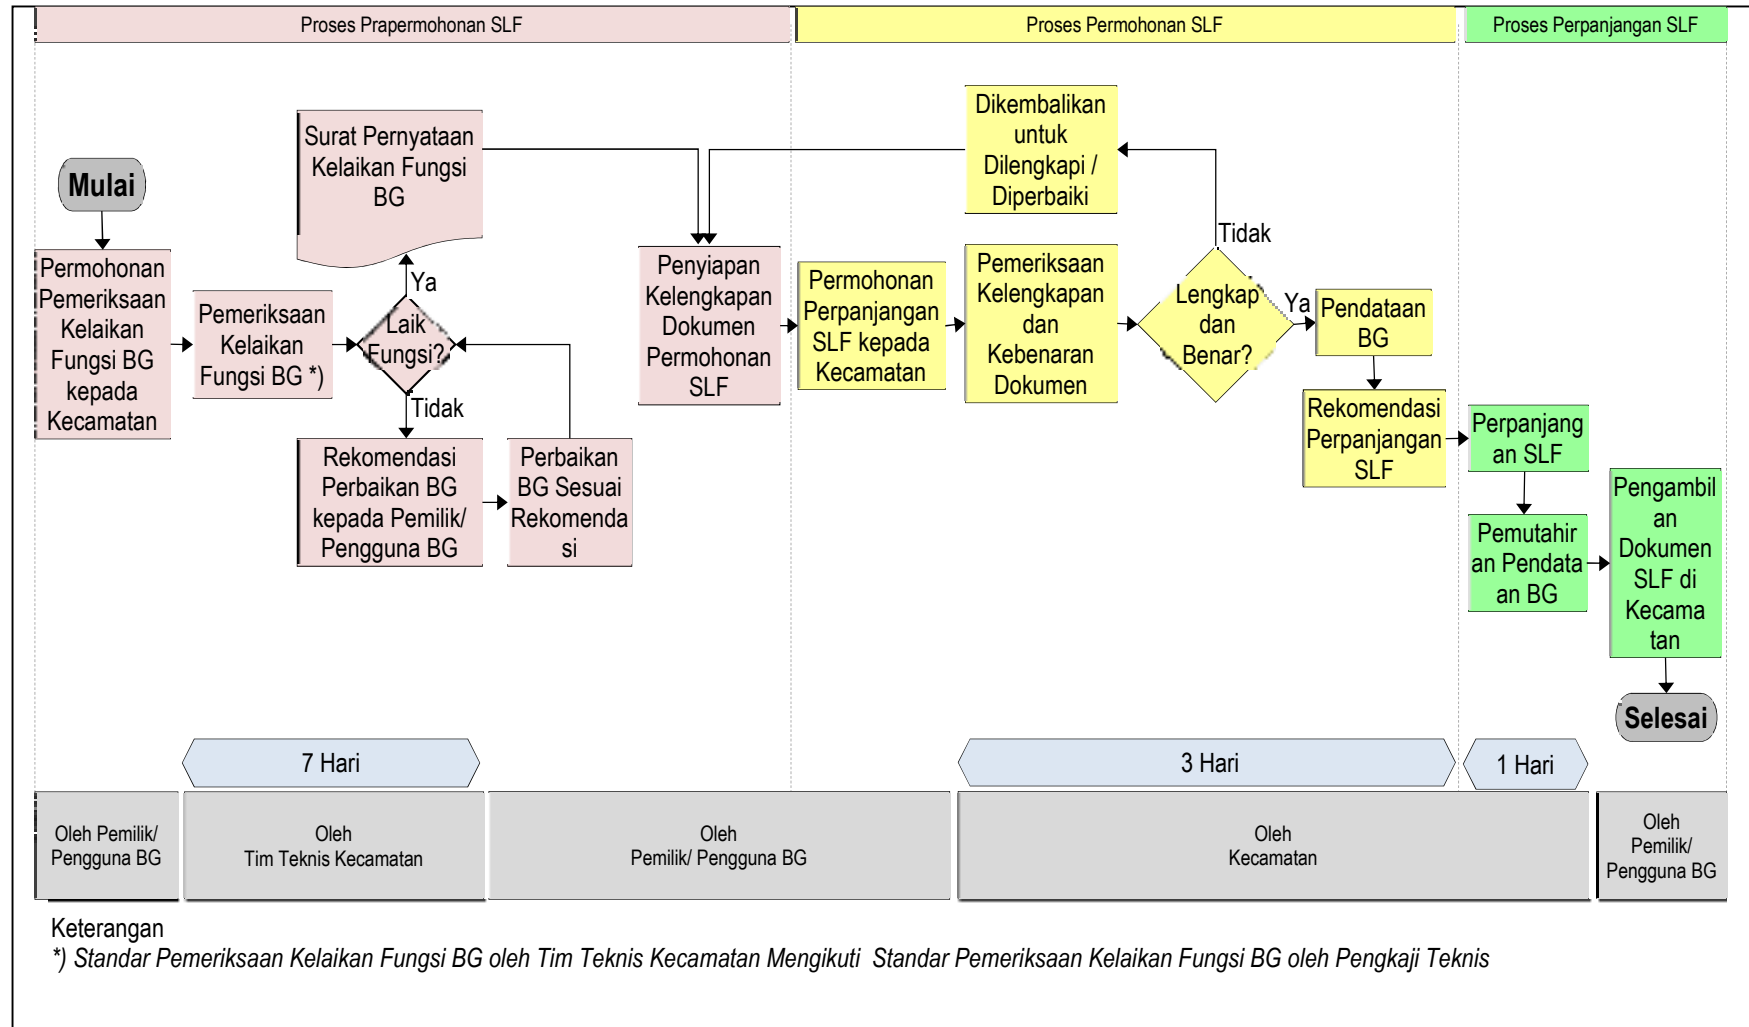 Proses Prapermohonan SLF
Proses Permohonan SLF
Proses Perpanjangan SLF
Mulai
Permohonan
Pemeriksaan
Kelaikan
Fungsi BG
kepada
Kecamatan
Pemeriksaan
Kelaikan
Fungsi BG *)
Laik
Fungsi?
Ya
Surat Pernyataan
Kelaikan Fungsi
BG
Tidak
Rekomendasi
Perbaikan BG
kepada Pemilik/
Pengguna BG
Perbaikan
BG Sesuai
Rekomenda
si
Penyiapan
Kelengkapan
Dokumen
Permohonan
SLF
Permohonan
Perpanjangan
SLF kepada
Kecamatan
Pemeriksaan
Kelengkapan
dan
Kebenaran
Dokumen
Lengkap
dan
Benar?
Tidak
Dikembalikan
untuk
Dilengkapi /
Diperbaiki
Ya
Pendataan
BG
Rekomendasi
Perpanjangan
SLF
Perpanjang
an SLF
Pemutahir
an Pendata
an BG
Pengambil
an
Dokumen
SLF di
Kecama
tan
Selesai
7 Hari
3 Hari
1 Hari
Oleh Pemilik/
Pengguna BG
Oleh
Tim Teknis Kecamatan
Oleh
Pemilik/ Pengguna BG
Oleh
Kecamatan
Oleh
Pemilik/
Pengguna BG
Keterangan
*) Standar Pemeriksaan Kelaikan Fungsi BG oleh Tim Teknis Kecamatan Mengikuti Standar Pemeriksaan Kelaikan Fungsi BG oleh Pengkaji Teknis